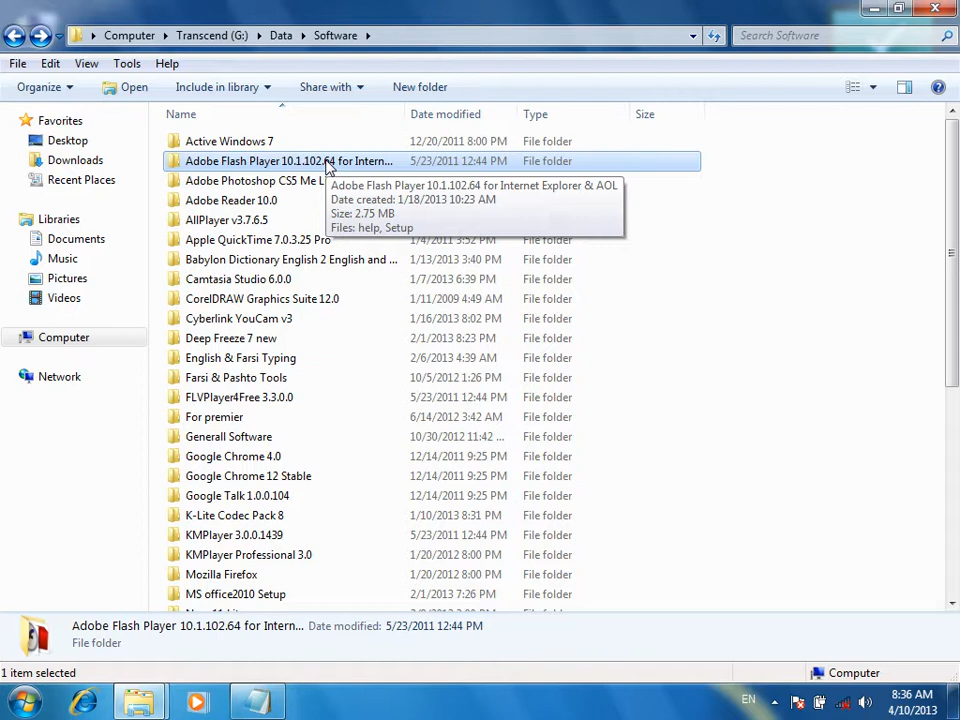 Computer ▸ Transcend (G:) ▸ Data ▸ Software ▸
Search Software
File Edit View Tools Help
Organize Open Include in library Share with New folder
Name Date modified Type Size
Favorites
Desktop
Downloads
Recent Places
Libraries
Documents
Music
Pictures
Videos
Computer
Network
Active Windows 7 12/20/2011 8:00 PM File folder
Adobe Flash Player 10.1.102.64 for Intern... 5/23/2011 12:44 PM File folder
Adobe Photoshop CS5 Me L
Adobe Reader 10.0
AllPlayer v3.7.6.5
Apple QuickTime 7.0.3.25 Pro 1/4/2011 3:52 PM File folder
Adobe Flash Player 10.1.102.64 for Internet Explorer & AOL
Date created: 1/18/2013 10:23 AM
Size: 2.75 MB
Files: help, Setup
Babylon Dictionary English 2 English and ... 1/13/2013 3:40 PM File folder
Camtasia Studio 6.0.0 1/7/2013 6:39 PM File folder
CorelDRAW Graphics Suite 12.0 1/11/2009 4:49 AM File folder
Cyberlink YouCam v3 1/16/2013 8:02 PM File folder
Deep Freeze 7 new 2/1/2013 8:23 PM File folder
English & Farsi Typing 2/6/2013 4:39 AM File folder
Farsi & Pashto Tools 10/5/2012 1:26 PM File folder
FLVPlayer4Free 3.3.0.0 5/23/2011 12:44 PM File folder
For premier 6/14/2012 3:42 AM File folder
Generall Software 10/30/2012 11:42 ... File folder
Google Chrome 4.0 12/14/2011 9:25 PM File folder
Google Chrome 12 Stable 12/14/2011 9:25 PM File folder
Google Talk 1.0.0.104 12/14/2011 9:25 PM File folder
K-Lite Codec Pack 8 1/10/2013 8:31 PM File folder
KMPlayer 3.0.0.1439 5/23/2011 12:44 PM File folder
KMPlayer Professional 3.0 1/20/2012 8:00 PM File folder
Mozilla Firefox 1/20/2012 8:00 PM File folder
MS office2010 Setup 2/1/2013 7:26 PM File folder
Adobe Flash Player 10.1.102.64 for Intern... Date modified: 5/23/2011 12:44 PM
File folder
1 item selected Computer
EN
8:36 AM
4/10/2013